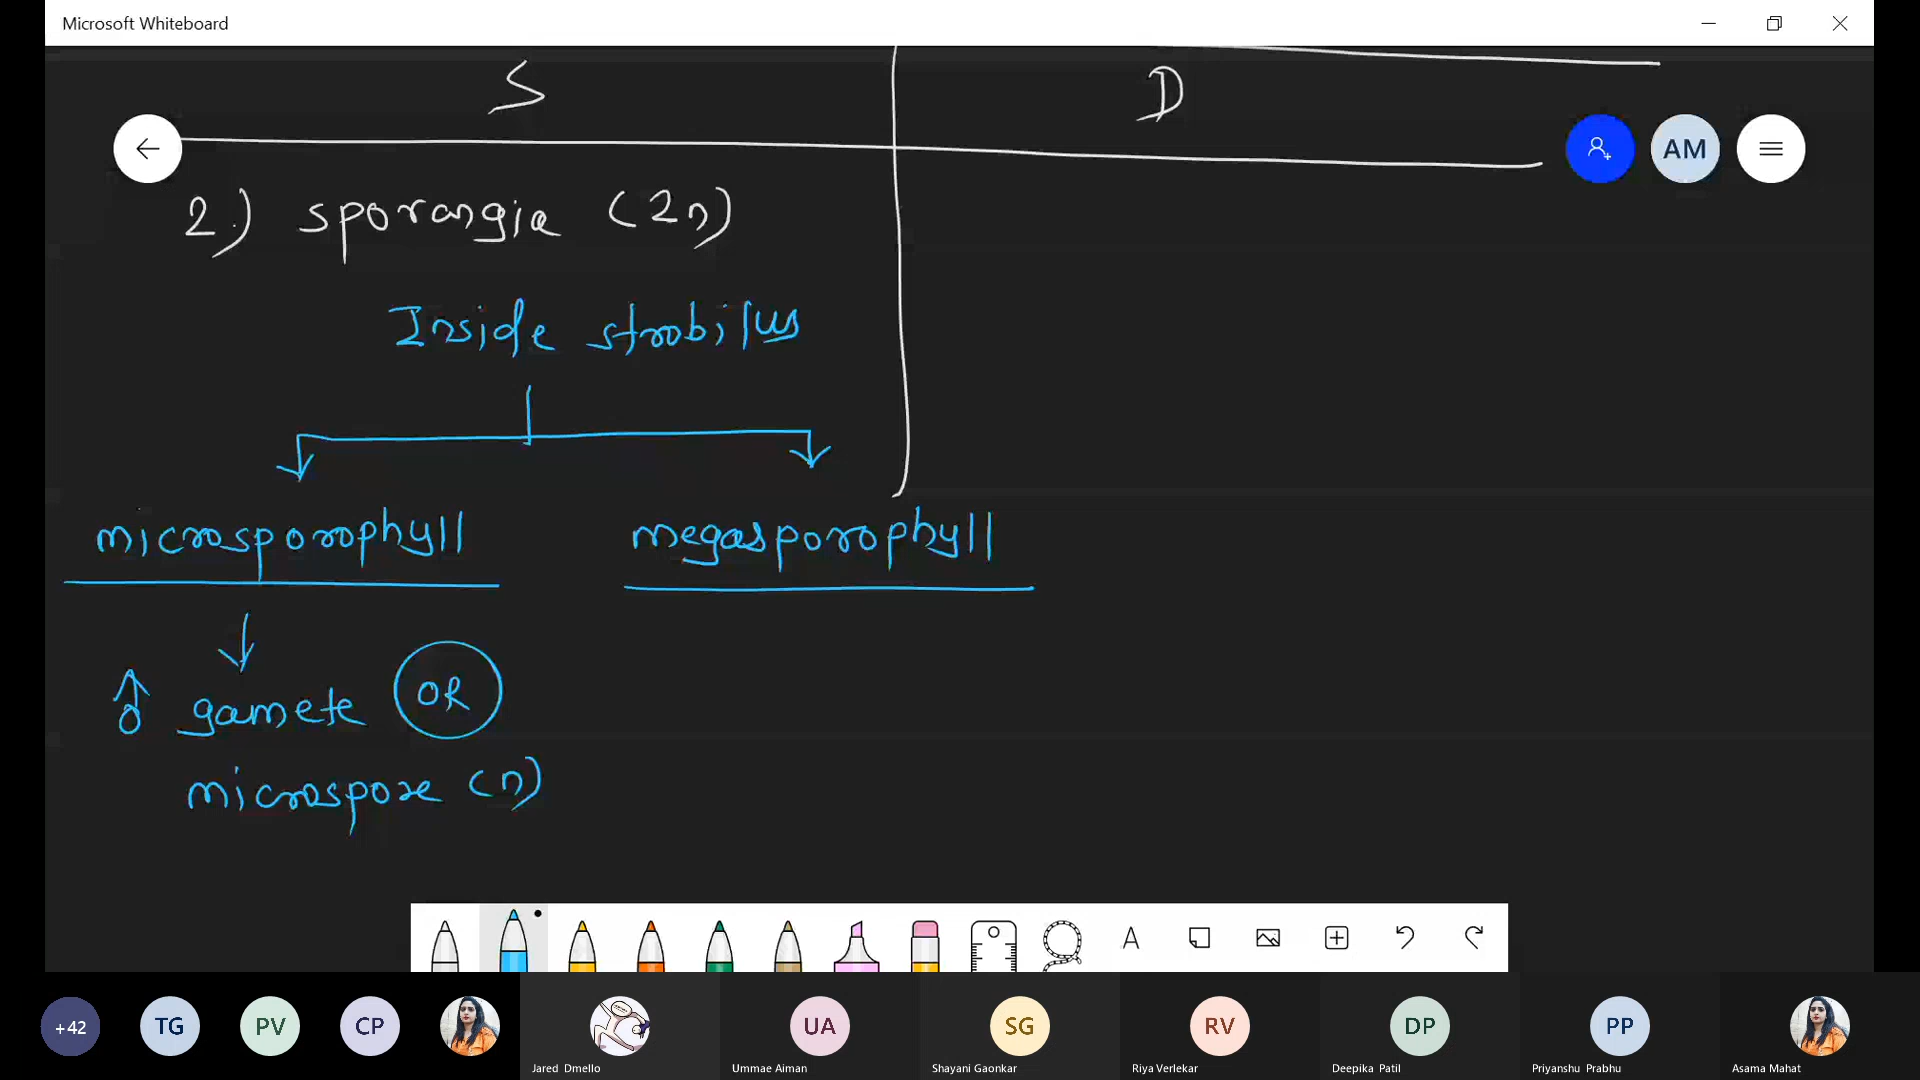 Microsoft Whiteboard
S D
AM
2.) sporangia (2n)
Inside strobilus
microsporophyll megasporophyll
♂ gamete OR
microspore (n)
A
+42 TG PV CP UA SG RV DP PP
Jared Dmello Ummae Aiman Shayani Gaonkar Riya Verlekar Deepika Patil Priyanshu Prabhu Asama Mahat